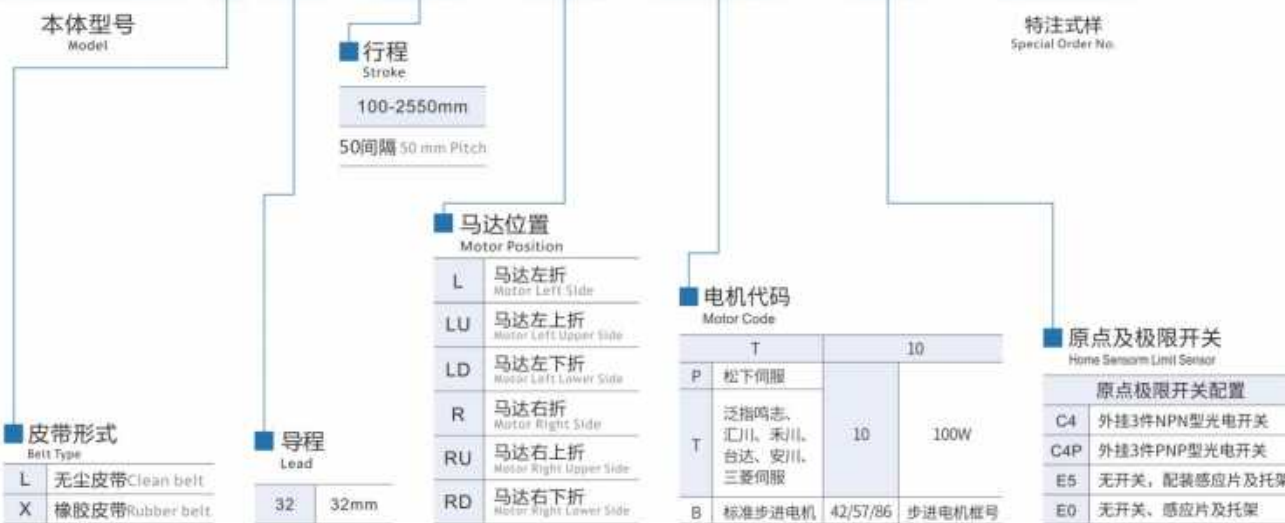 本体型号
Model
特注式样
Special Order No.
行程
Stroke
100-2550mm
50间隔 50 mm Pitch
马达位置
Motor Position
L 马达左折
Motor Left Side
LU 马达左上折
Motor Left Upper Side
LD 马达左下折
Motor Left Lower Side
R 马达右折
Motor Right Side
RU 马达右上折
Motor Right Upper Side
RD 马达右下折
Motor Right Lower Side
电机代码
Motor Code
T 10
P 松下伺服
T 泛指鸣志、
汇川、禾川、
台达、安川、
三菱伺服
10 100W
B 标准步进电机 42/57/86 步进电机框号
原点及极限开关
Home Sensorm Limit Sensor
原点极限开关配置
C4 外挂3件NPN型光电开关
C4P 外挂3件PNP型光电开关
E5 无开关，配装感应片及托架
E0 无开关、感应片及托架
皮带形式
Belt Type
L 无尘皮带Clean belt
X 橡胶皮带Rubber belt
导程
Lead
32 32mm